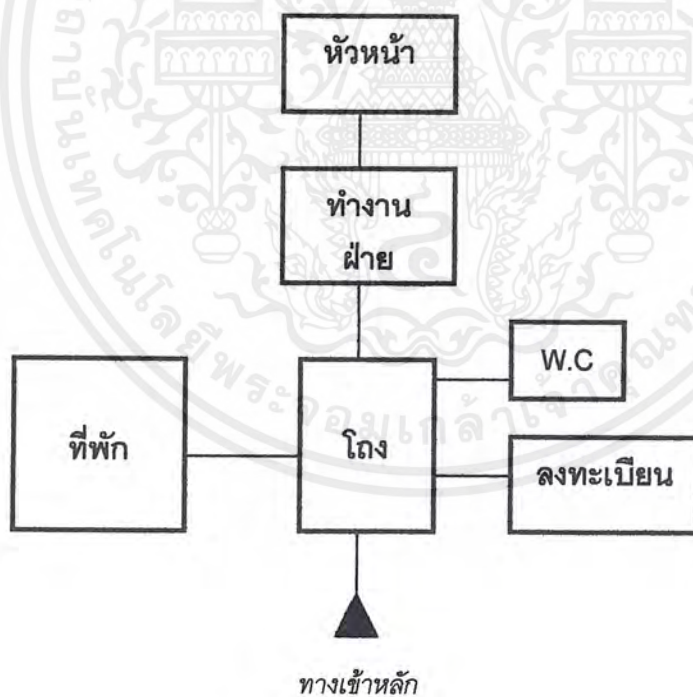 หัวหน้า
ทำงาน
ฝ่าย
W.C
ที่พัก
โถง
ลงทะเบียน
ทางเข้าหลัก